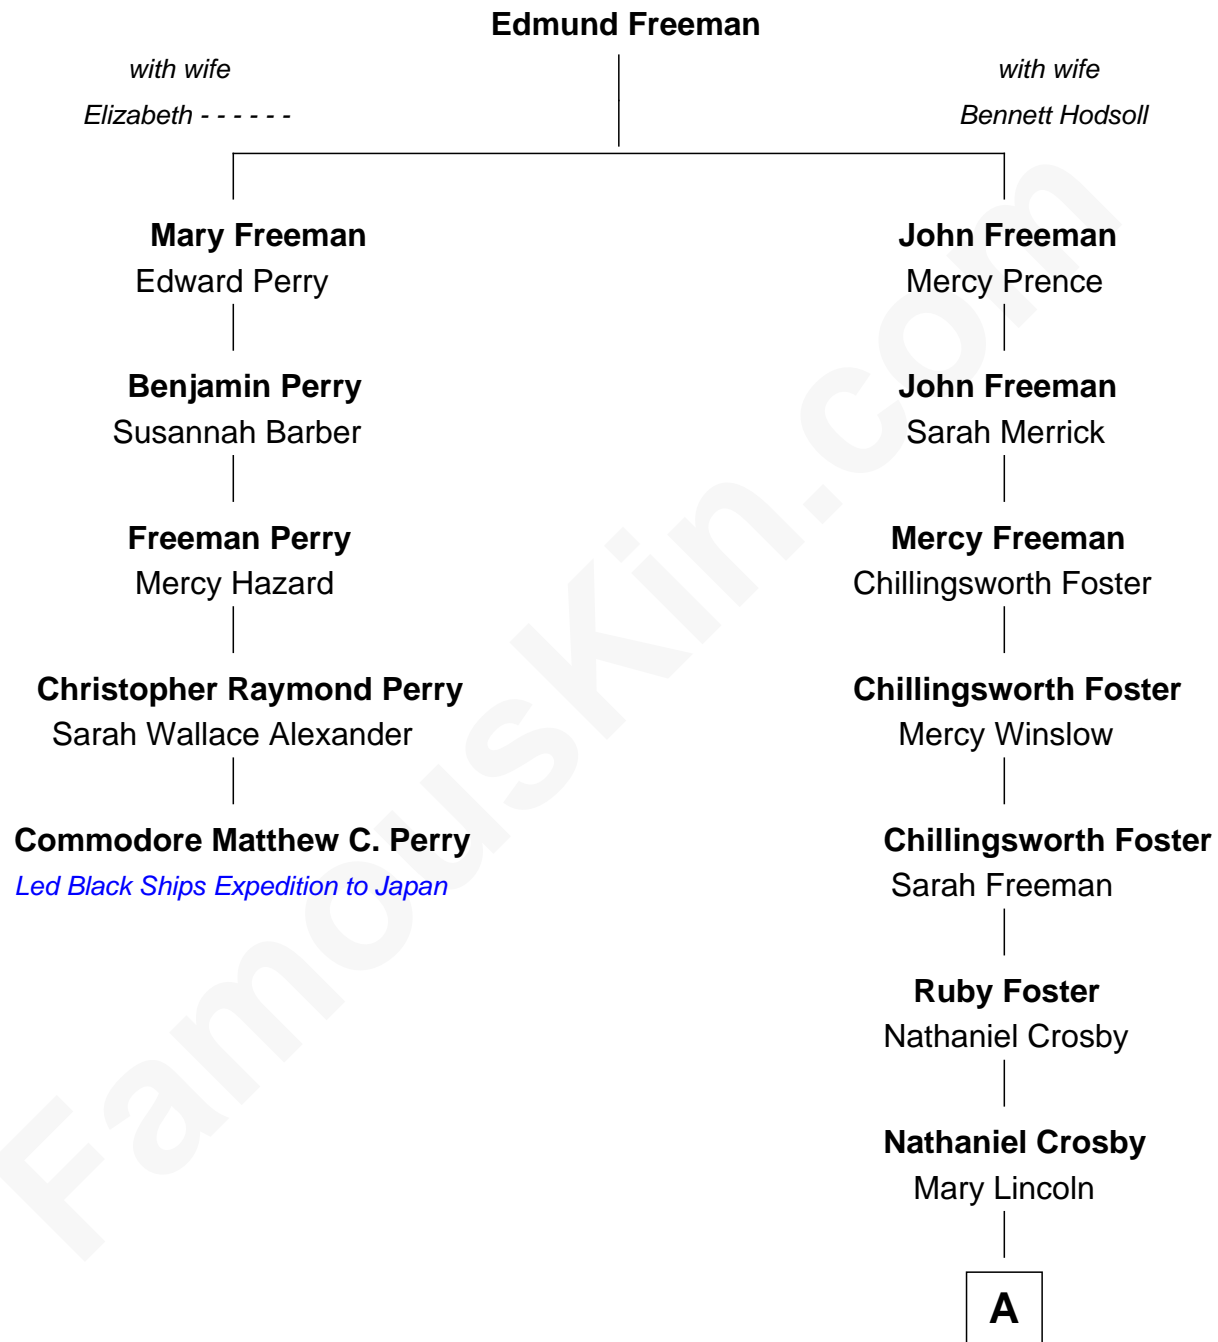 Edmund Freeman
with wife
Elizabeth - - - - - -
with wife
Bennett Hodsoll
Mary Freeman
Edward Perry
Benjamin Perry
Susannah Barber
Freeman Perry
Mercy Hazard
Christopher Raymond Perry
Sarah Wallace Alexander
Commodore Matthew C. Perry
Led Black Ships Expedition to Japan
John Freeman
Mercy Prence
John Freeman
Sarah Merrick
Mercy Freeman
Chillingsworth Foster
Chillingsworth Foster
Mercy Winslow
Chillingsworth Foster
Sarah Freeman
Ruby Foster
Nathaniel Crosby
Nathaniel Crosby
Mary Lincoln
A
FamousKin.com